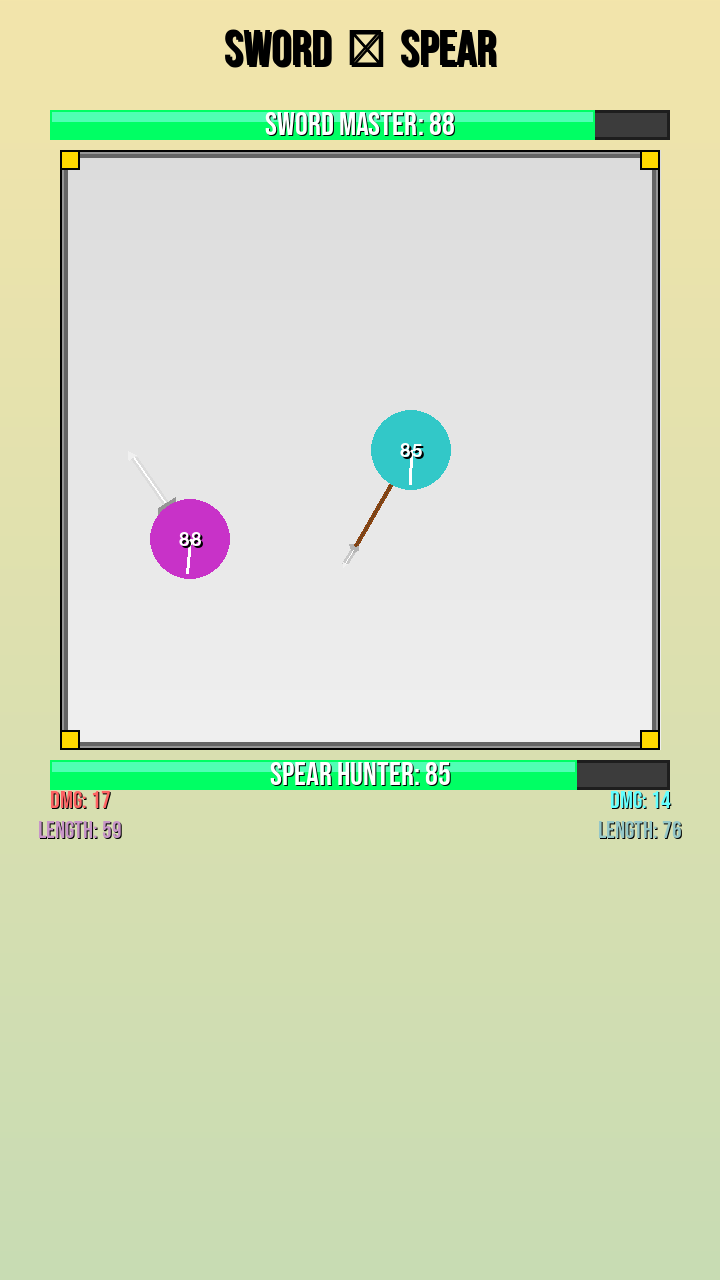 SWORD ☒ SPEAR
SWORD MASTER: 88
85
88
SPEAR HUNTER: 85
DMG: 17
DMG: 14
LENGTH: 59
LENGTH: 76